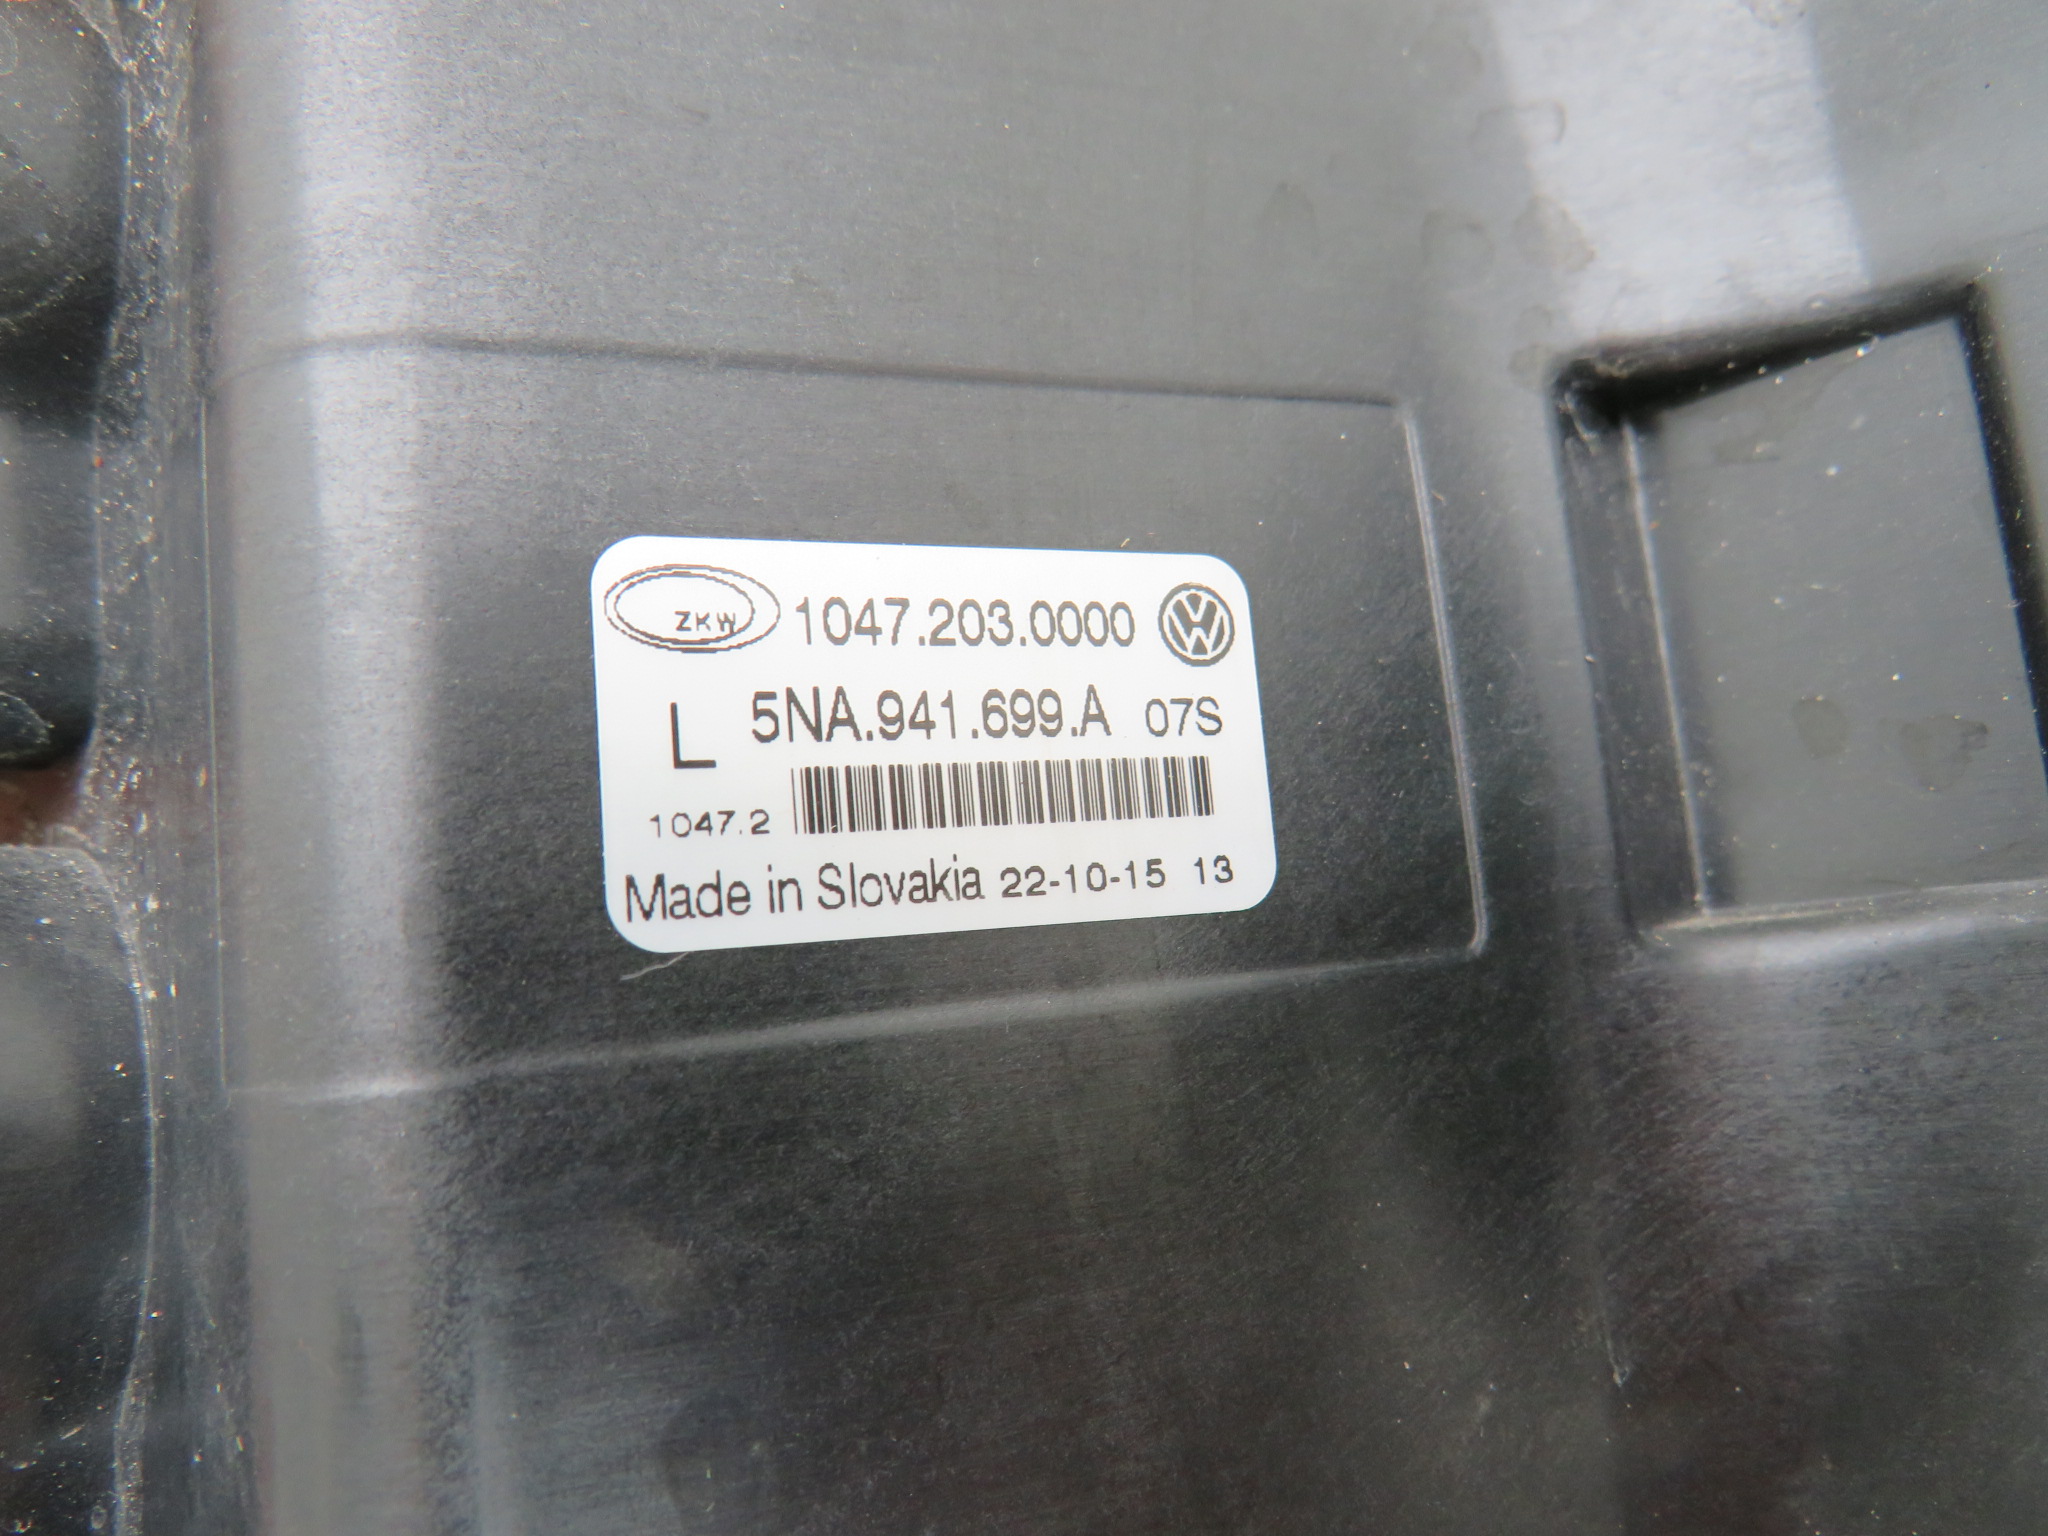 ZKW 1047.203.0000
L 5NA.941.699.A 07S
1047.2
Made in Slovakia 22-10-15 13